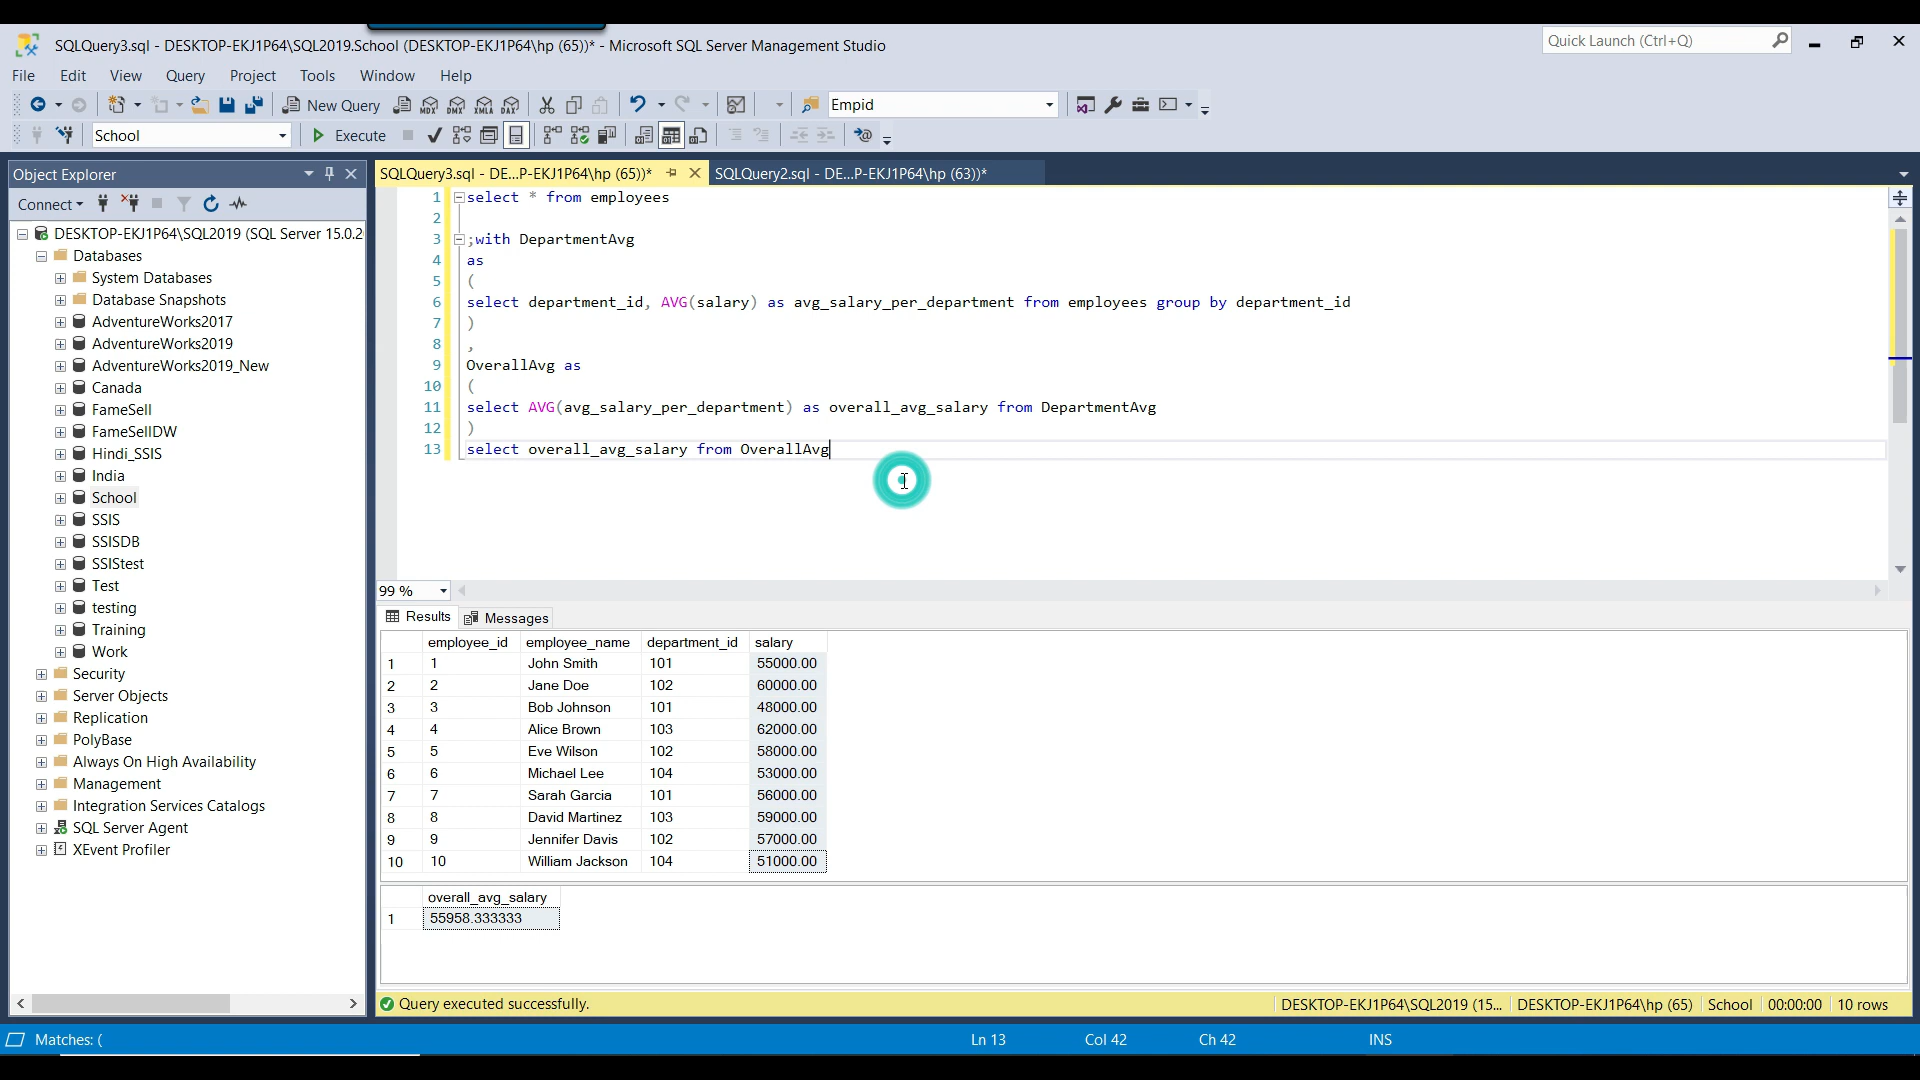 SQLQuery3.sql - DESKTOP-EKJ1P64\SQL2019.School (DESKTOP-EKJ1P64\hp (65))* - Microsoft SQL Server Management Studio
Quick Launch (Ctrl+Q)
File Edit View Query Project Tools Window Help
New Query MDX DMX XMLA DAX Empid
School Execute
Object Explorer
SQLQuery3.sql - DE...P-EKJ1P64\hp (65))* SQLQuery2.sql - DE...P-EKJ1P64\hp (63))*
Connect
DESKTOP-EKJ1P64\SQL2019 (SQL Server 15.0.2
Databases
System Databases
Database Snapshots
AdventureWorks2017
AdventureWorks2019
AdventureWorks2019_New
Canada
FameSell
FameSellDW
Hindi_SSIS
India
School
SSIS
SSISDB
SSIStest
Test
testing
Training
Work
Security
Server Objects
Replication
PolyBase
Always On High Availability
Management
Integration Services Catalogs
SQL Server Agent
XEvent Profiler
1 select * from employees
2
3 ;with DepartmentAvg
4 as
5 (
6 select department_id, AVG(salary) as avg_salary_per_department from employees group by department_id
7 )
8 ,
9 OverallAvg as
10 (
11 select AVG(avg_salary_per_department) as overall_avg_salary from DepartmentAvg
12 )
13 select overall_avg_salary from OverallAvg
99 %
Results Messages
employee_id employee_name department_id salary
1 1 John Smith 101 55000.00
2 2 Jane Doe 102 60000.00
3 3 Bob Johnson 101 48000.00
4 4 Alice Brown 103 62000.00
5 5 Eve Wilson 102 58000.00
6 6 Michael Lee 104 53000.00
7 7 Sarah Garcia 101 56000.00
8 8 David Martinez 103 59000.00
9 9 Jennifer Davis 102 57000.00
10 10 William Jackson 104 51000.00
overall_avg_salary
1 55958.333333
Query executed successfully. DESKTOP-EKJ1P64\SQL2019 (15... DESKTOP-EKJ1P64\hp (65) School 00:00:00 10 rows
Matches: ( Ln 13 Col 42 Ch 42 INS